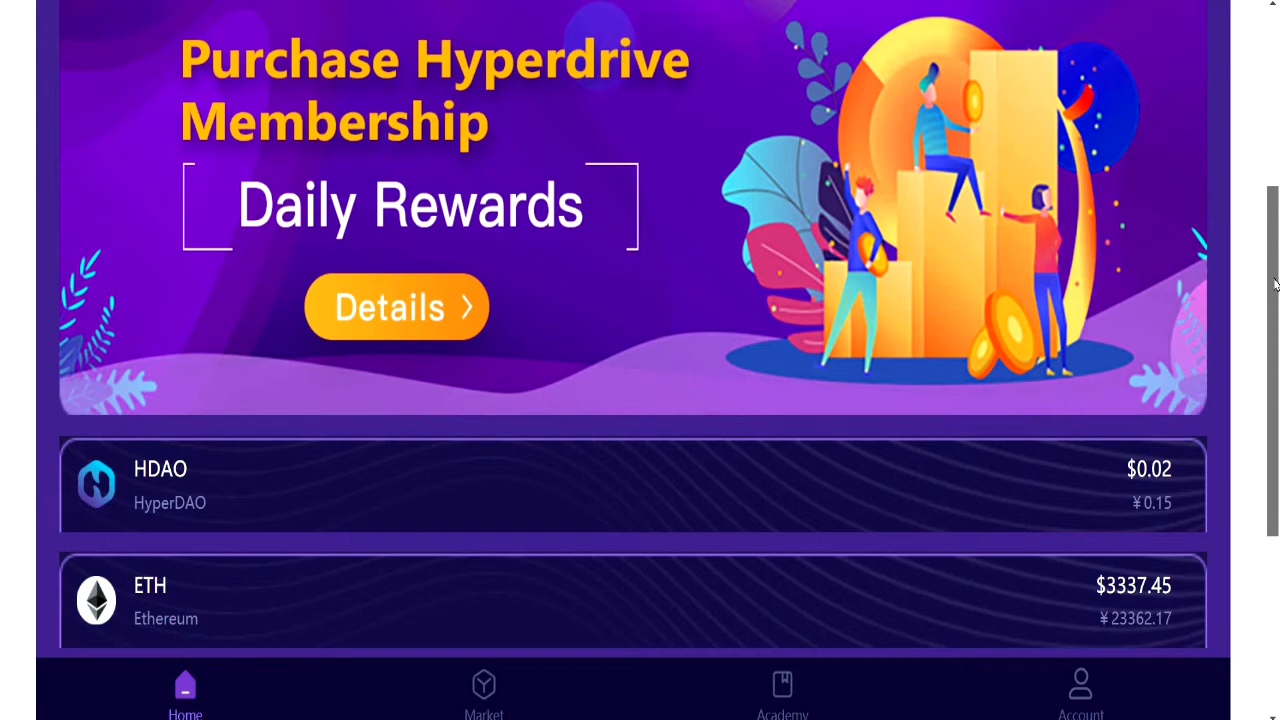 Purchase Hyperdrive
Membership
Daily Rewards
Details
HDAO
$0.02
HyperDAO
¥0.15
ETH
$3337.45
Ethereum
¥23362.17
Home
Market
Academy
Account